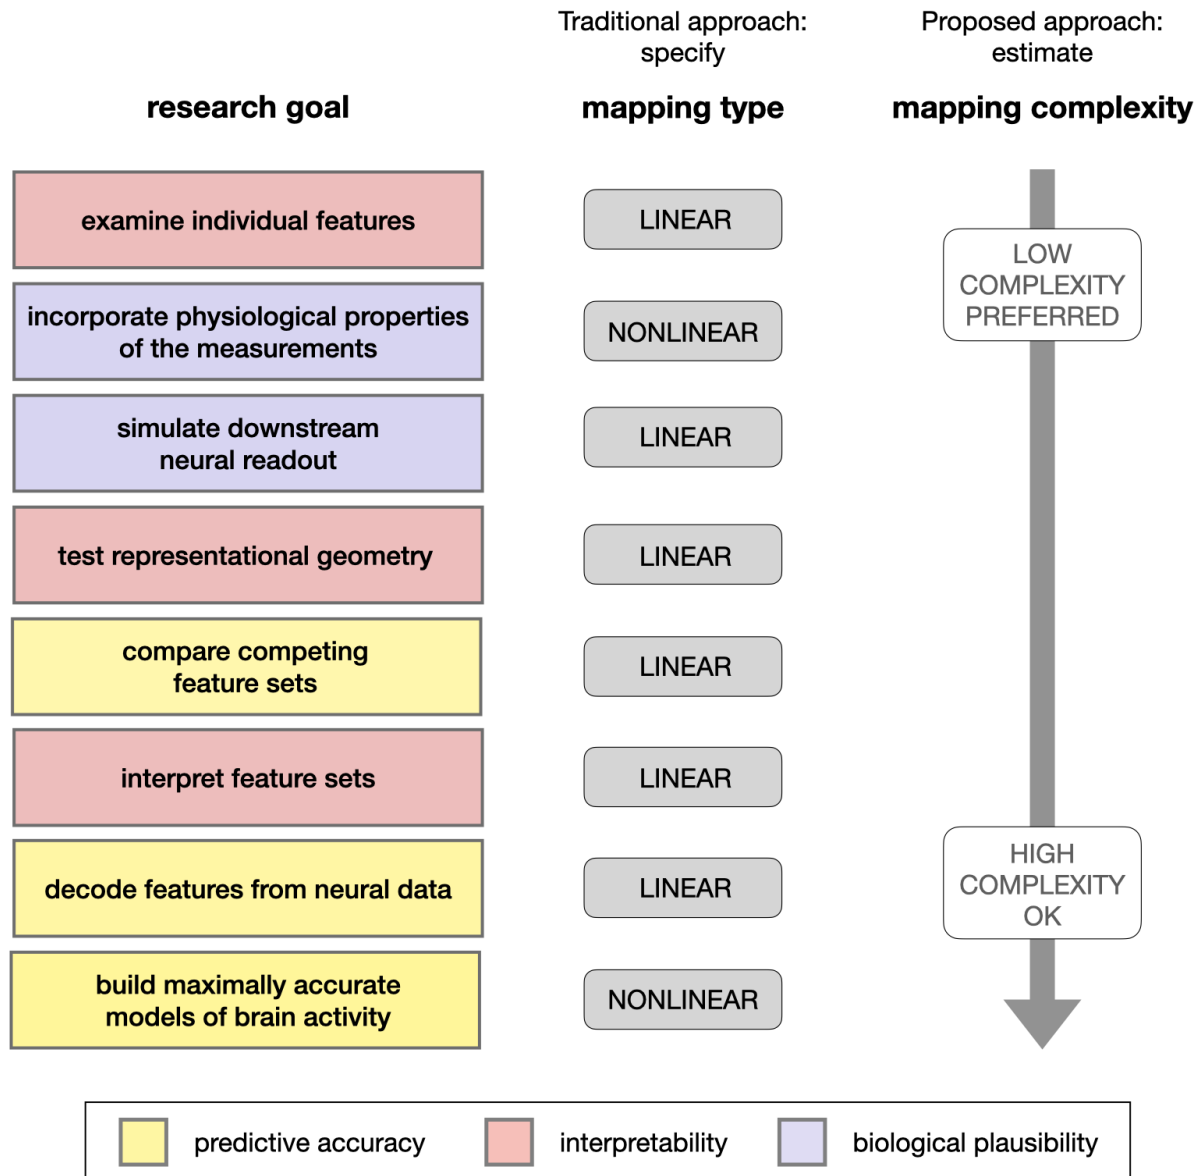 Traditional approach:
specify
Proposed approach:
estimate
research goal
mapping type
mapping complexity
examine individual features
LINEAR
LOW
COMPLEXITY
PREFERRED
incorporate physiological properties
of the measurements
NONLINEAR
simulate downstream
neural readout
LINEAR
test representational geometry
LINEAR
compare competing
feature sets
LINEAR
interpret feature sets
LINEAR
decode features from neural data
LINEAR
HIGH
COMPLEXITY
OK
build maximally accurate
models of brain activity
NONLINEAR
predictive accuracy
interpretability
biological plausibility